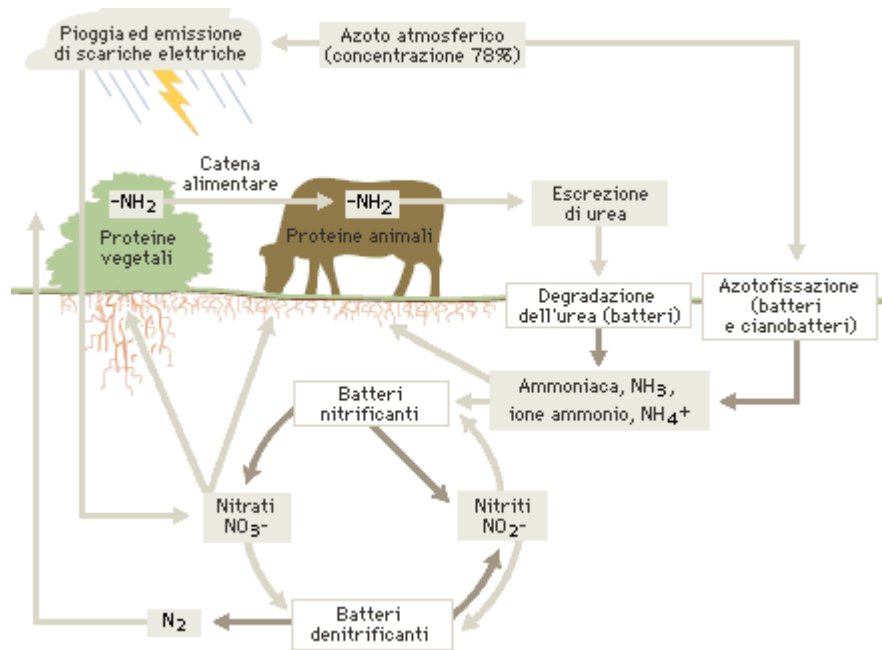 Pioggia ed emissione
di scariche elettriche
Azoto atmosferico
(concentrazione 78%)
Catena
alimentare
-NH2
-NH2
Proteine
vegetali
Proteine animali
Escrezione
di urea
Degradazione
dell'urea (batteri)
Azotofissazione
(batteri
e cianobatteri)
Ammoniaca, NH3,
ione ammonio, NH4+
Batteri
nitrificanti
Nitrati
NO3-
Nitriti
NO2-
N2
Batteri
denitrificanti